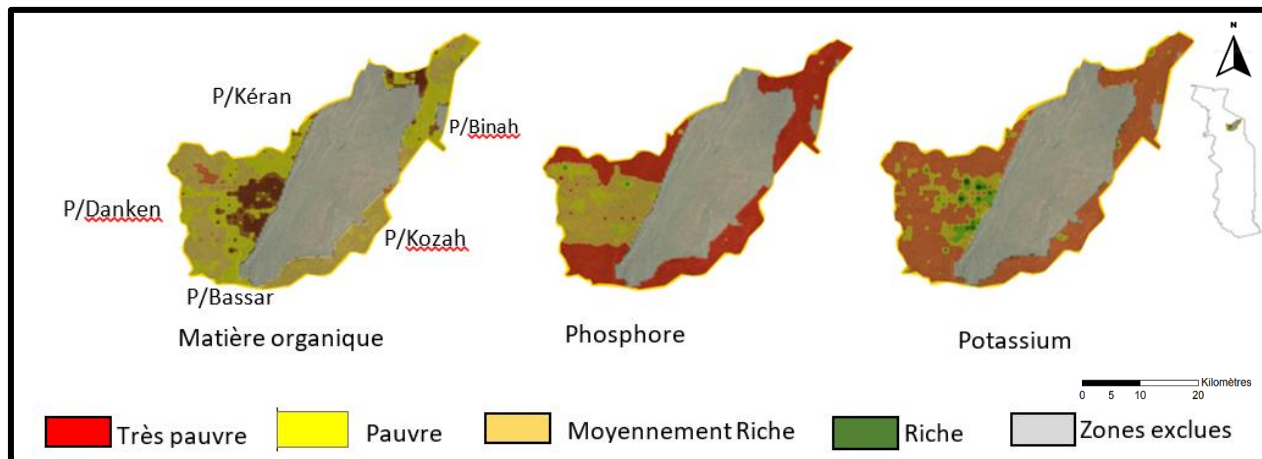 N
P/Kéran
P/Binah
P/Danken
P/Kozah
P/Bassar
Matière organique
Phosphore
Potassium
Kilomètres
0 5 10 20
Très pauvre
Pauvre
Moyennement Riche
Riche
Zones exclues